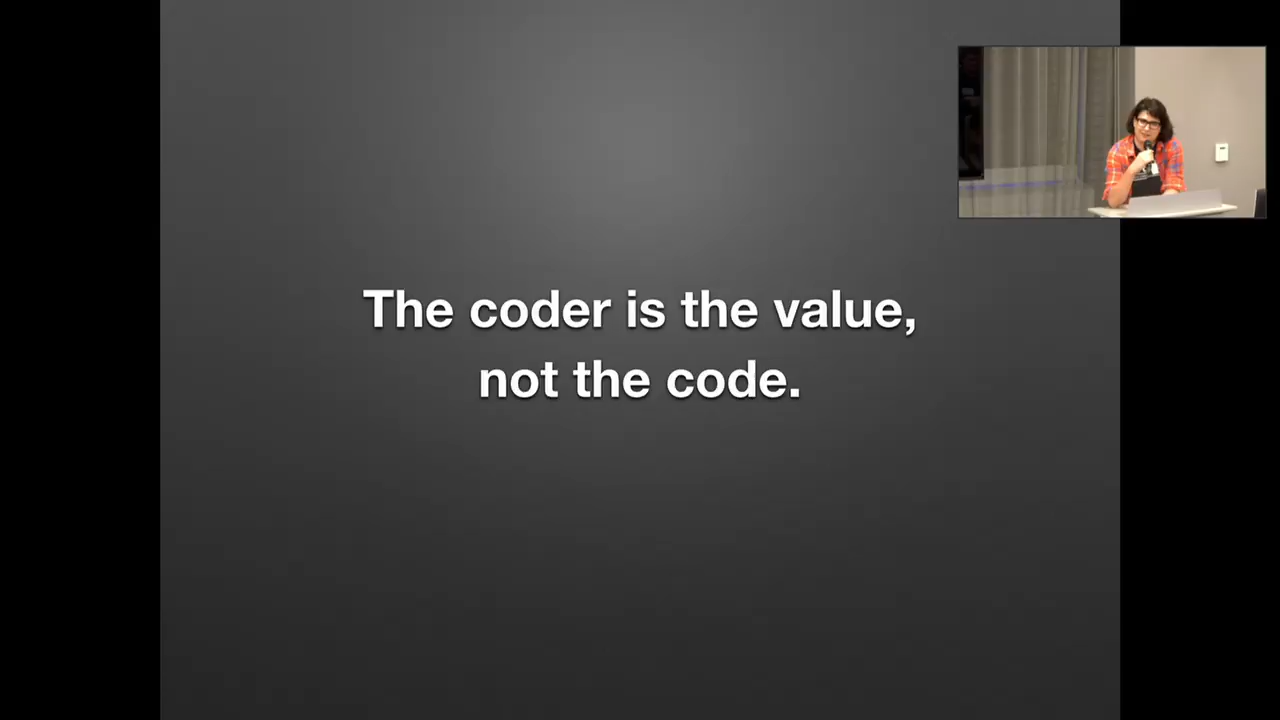 The coder is the value,
not the code.